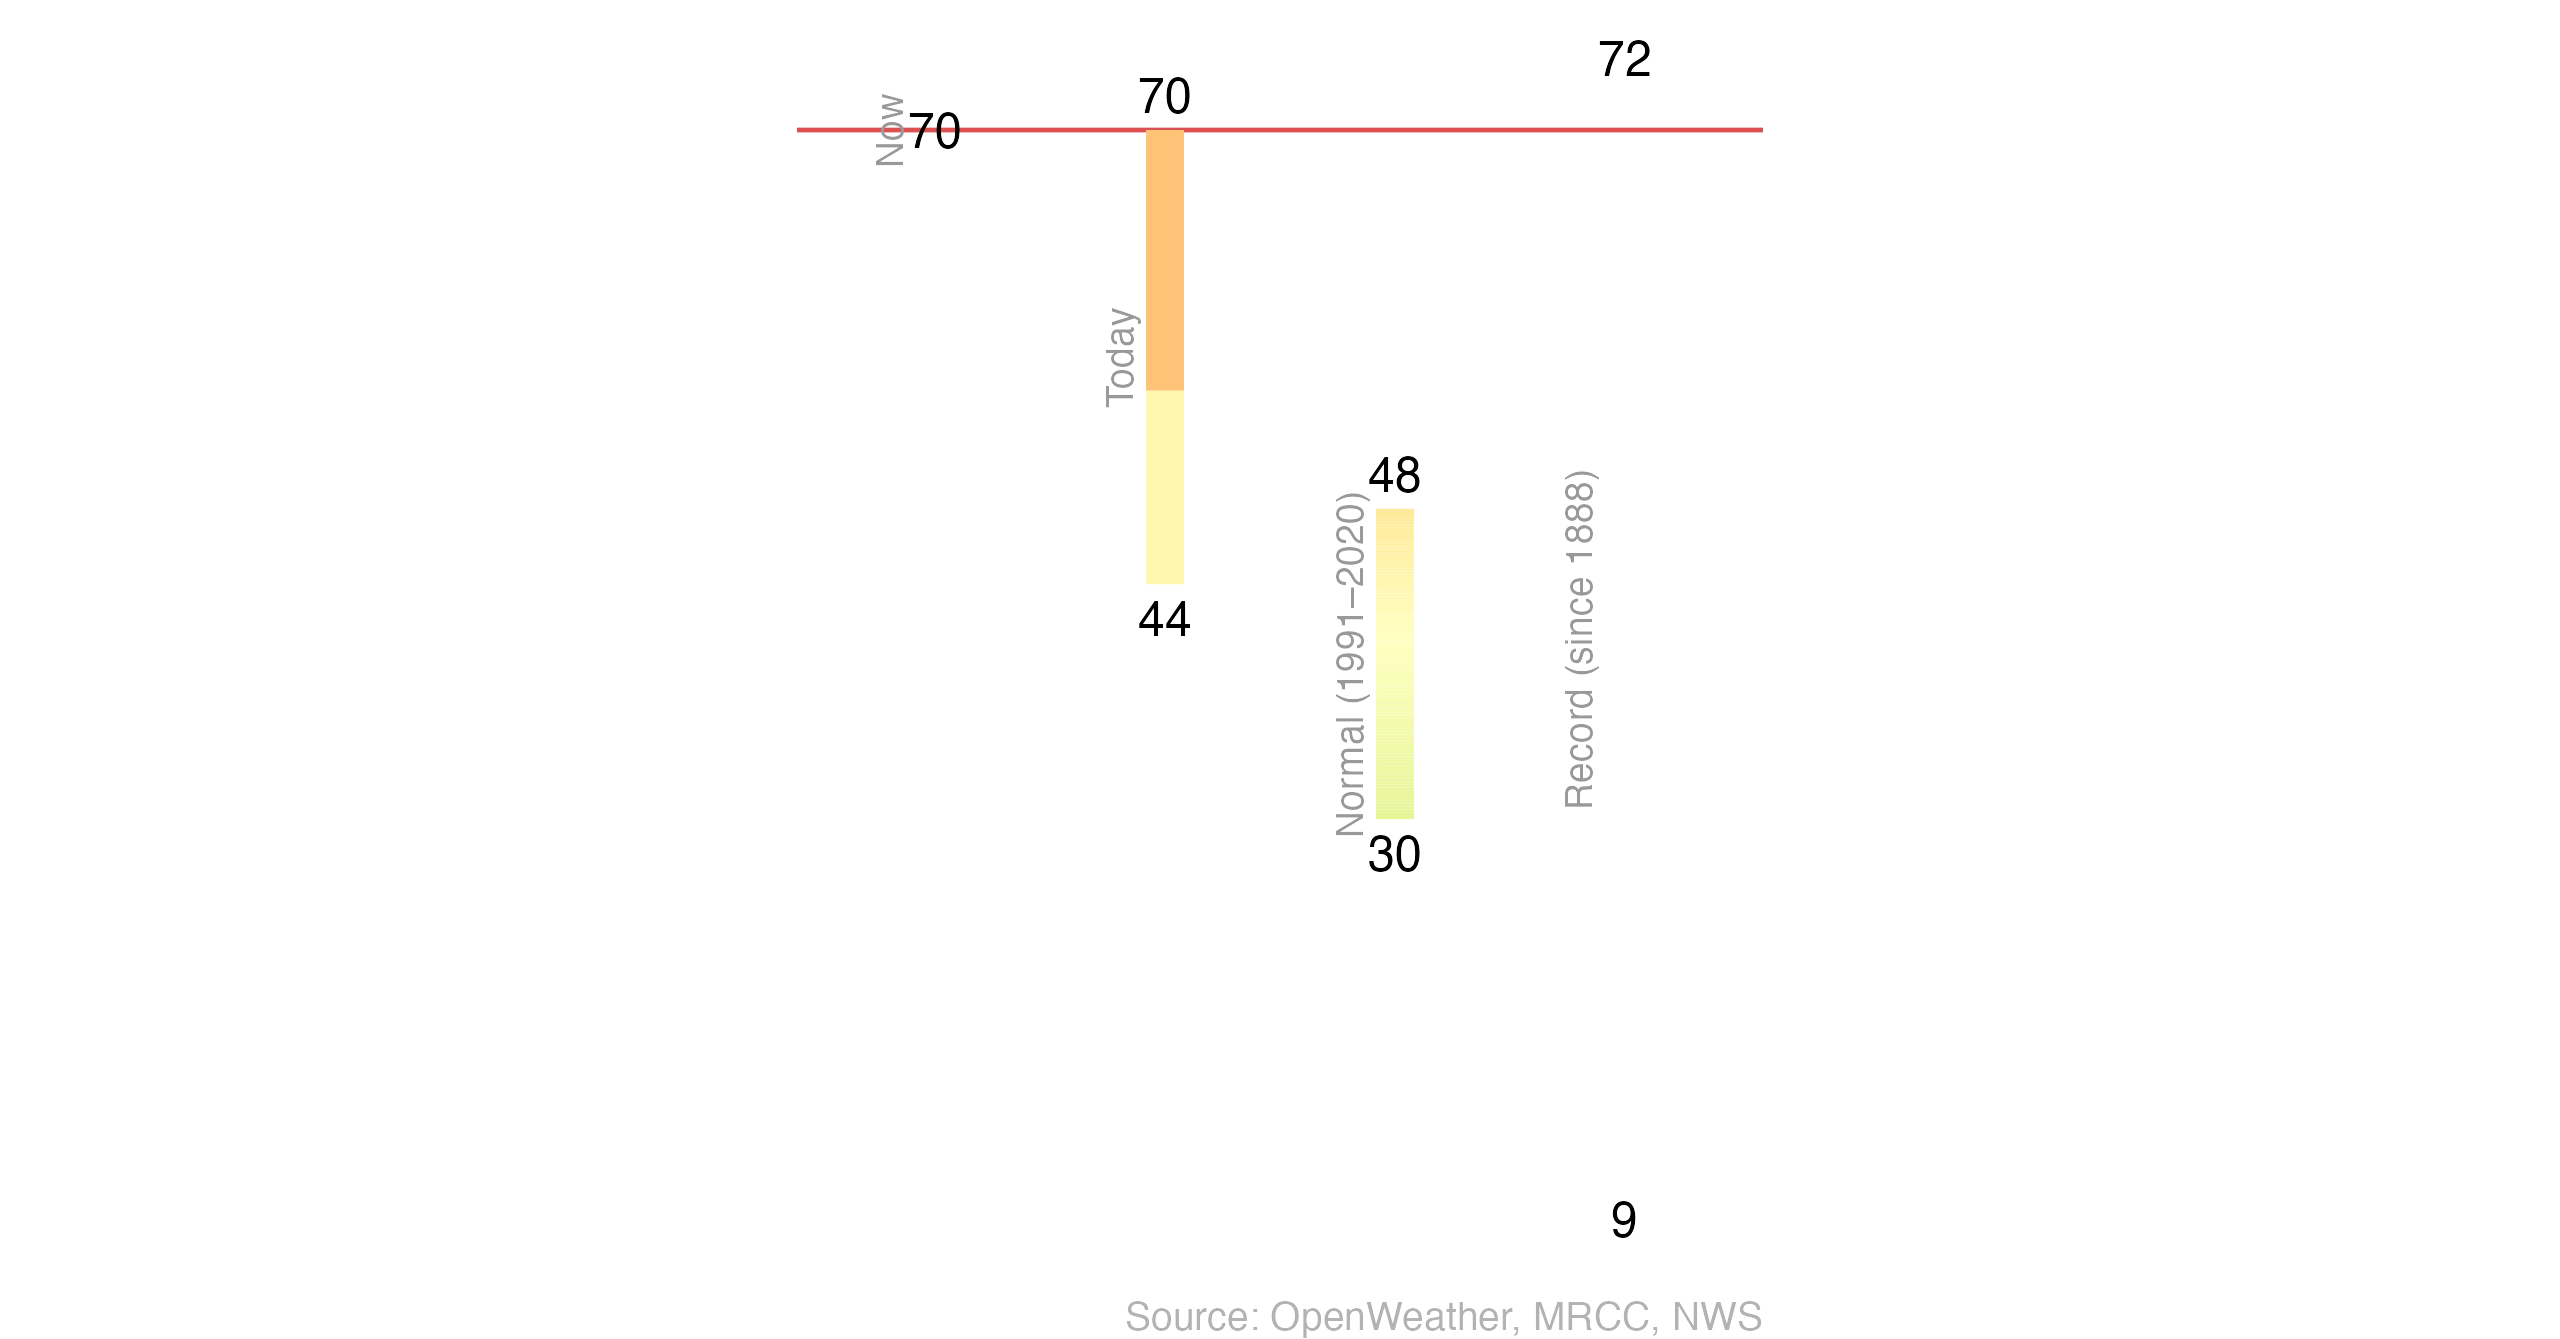 72
70
Now
70
Today
44
48
Normal (1991–2020)
30
Record (since 1888)
9
Source: OpenWeather, MRCC, NWS